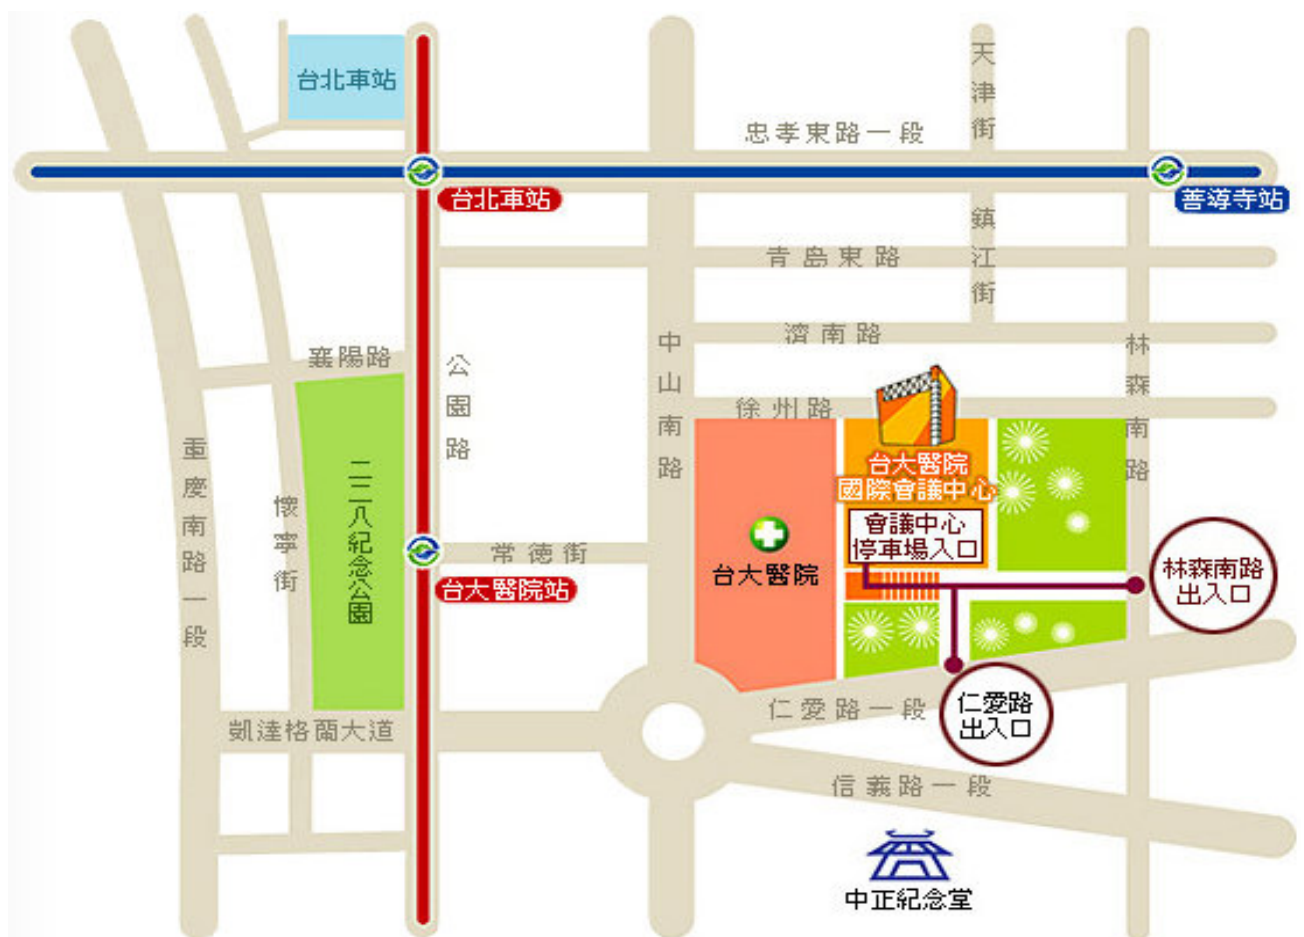 台北車站
天津街
忠孝東路一段
台北車站
善導寺站
鎮江街
青島東路
濟南路
中山南路
林森南路
襄陽路
公園路
徐州路
重慶南路一段
懷寧街
二二八紀念公園
台大醫院
國際會議中心
會議中心
停車場入口
常德街
台大醫院站
台大醫院
林森南路
出入口
仁愛路一段
仁愛路
出入口
凱達格蘭大道
信義路一段
中正紀念堂